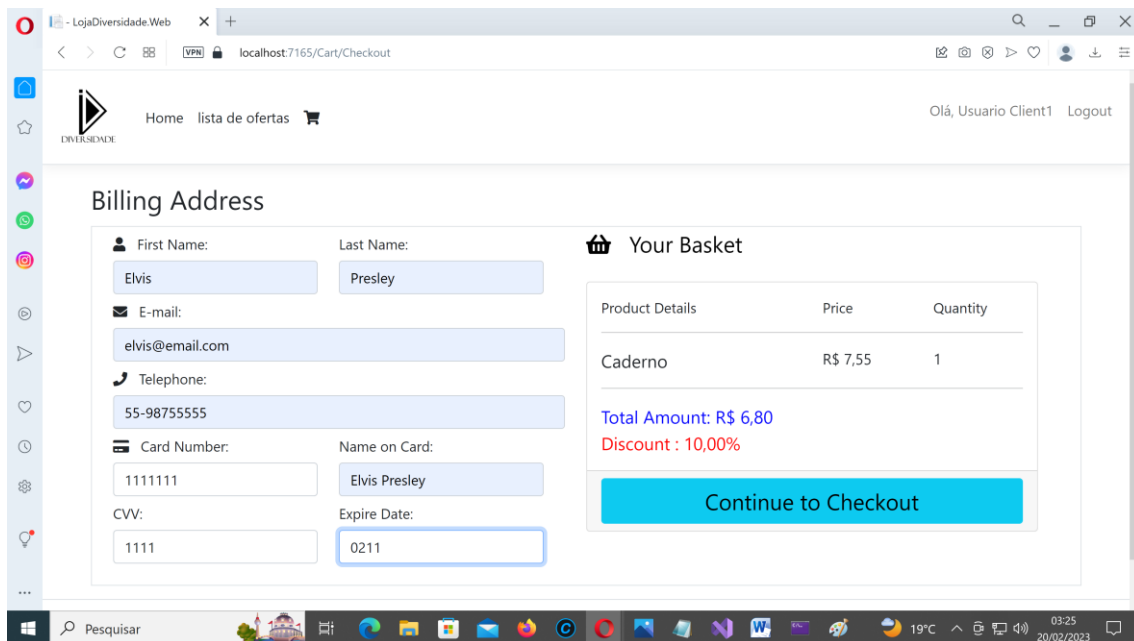 - LojaDiversidade.Web
VPN localhost:7165/Cart/Checkout
DIVERSIDADE
Home lista de ofertas
Olá, Usuario Client1 Logout
Billing Address
First Name: Last Name:
Elvis Presley
E-mail:
elvis@email.com
Telephone:
55-98755555
Card Number: Name on Card:
1111111 Elvis Presley
CVV: Expire Date:
1111 0211
Your Basket
Product Details Price Quantity
Caderno R$ 7,55 1
Total Amount: R$ 6,80
Discount : 10,00%
Continue to Checkout
Pesquisar
19°C
03:25
20/02/2023